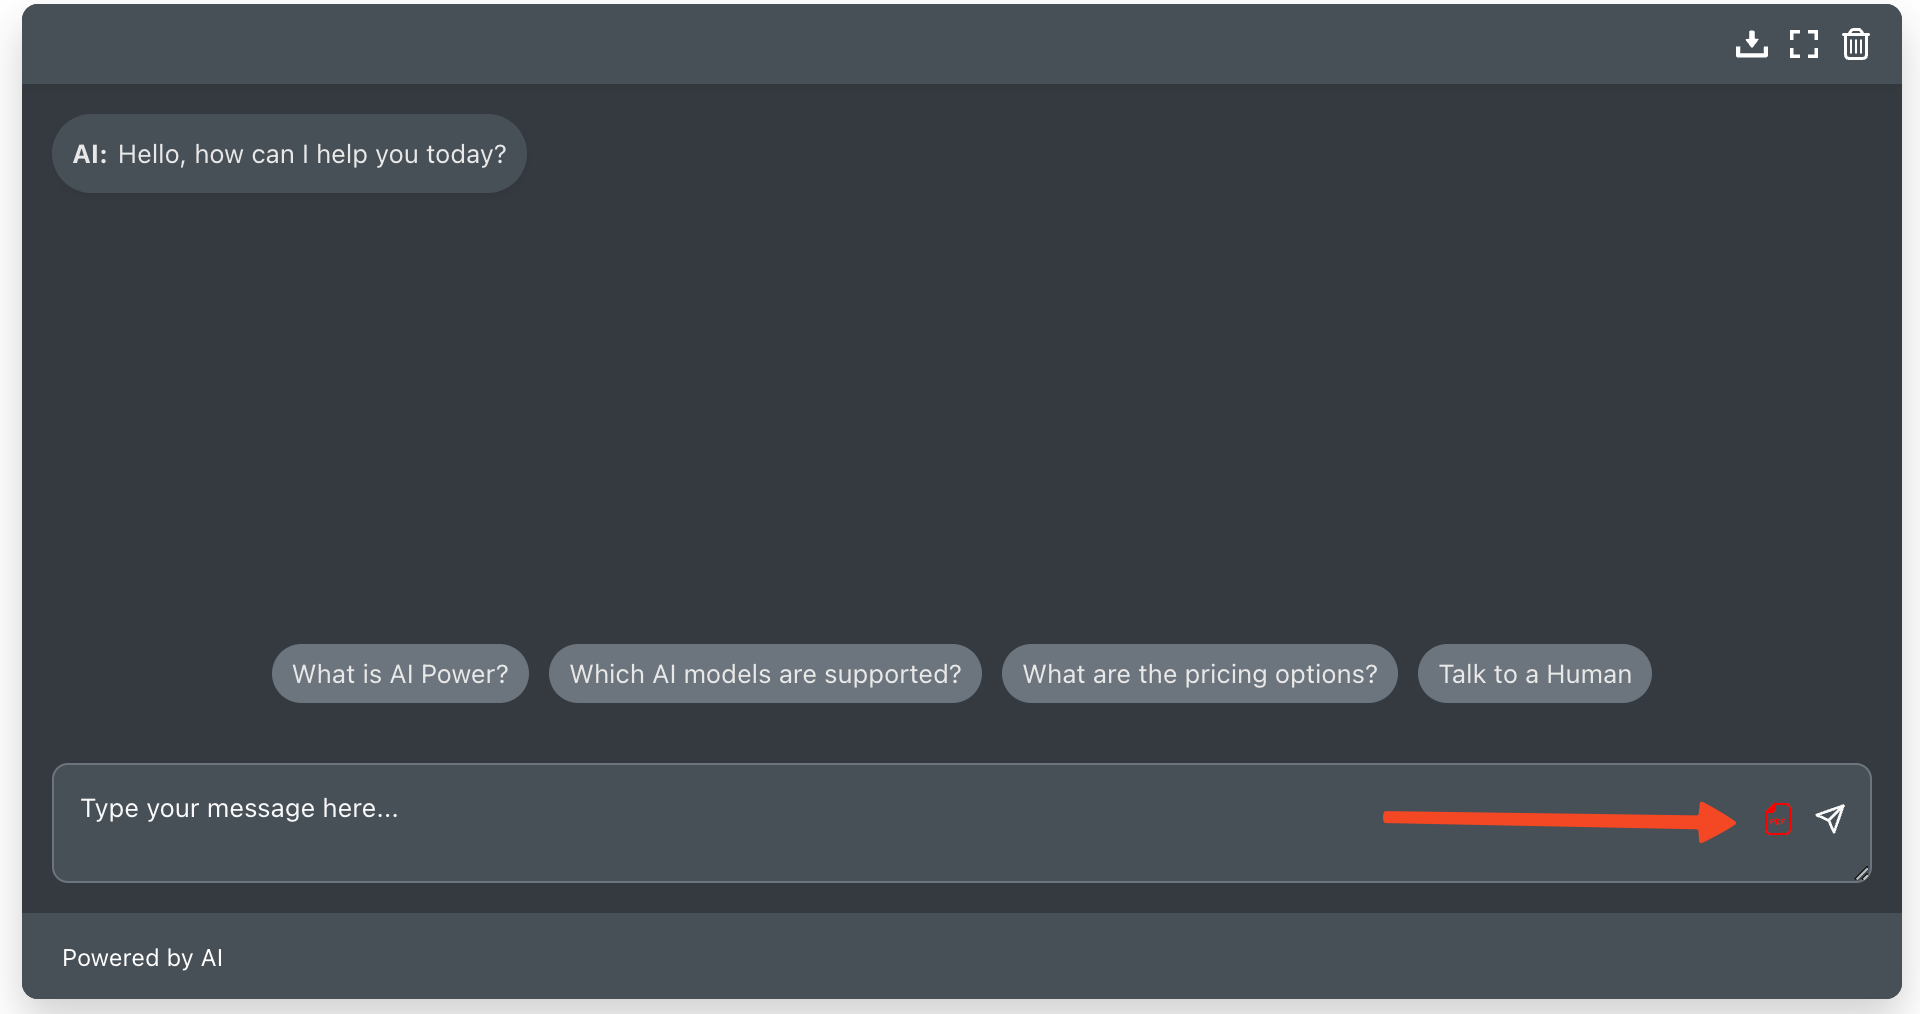 AI: Hello, how can I help you today?
What is AI Power?
Which AI models are supported?
What are the pricing options?
Talk to a Human
Type your message here...
PDF
Powered by AI